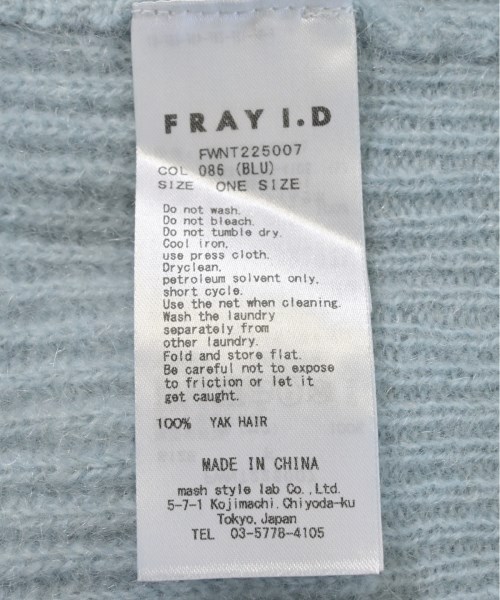 FRAY I.D
FWNT225007
COL 086 (BLU)
SIZE ONE SIZE
Do not wash.
Do not bleach.
Do not tumble dry.
Cool iron,
use press cloth.
Dryclean,
petroleum solvent only,
short cycle.
Use the net when cleaning.
Wash the laundry
separately from
other laundry.
Fold and store flat.
Be careful not to expose
to friction or let it
get caught.
100% YAK HAIR
MADE IN CHINA
mash style lab Co.,Ltd.
5-7-1 Kojimachi, Chiyoda-ku
Tokyo, Japan
TEL 03-5778-4105